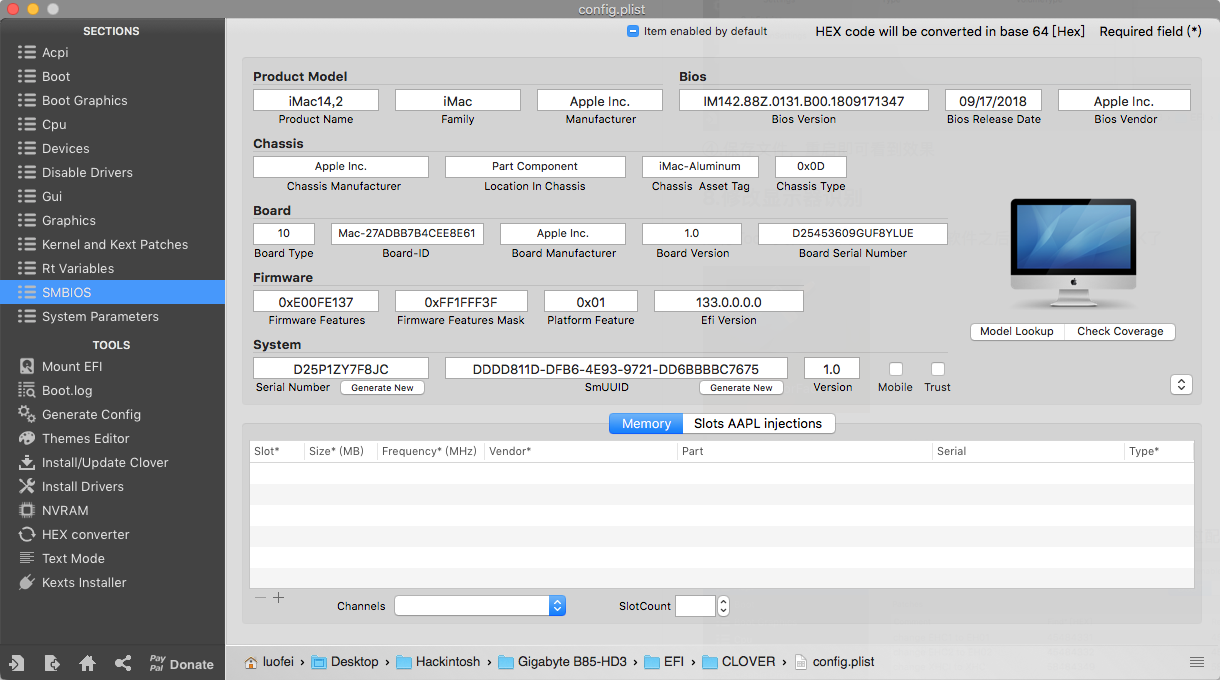 config.plist
SECTIONS
Acpi
Boot
Boot Graphics
Cpu
Devices
Disable Drivers
Gui
Graphics
Kernel and Kext Patches
Rt Variables
SMBIOS
System Parameters
TOOLS
Mount EFI
Boot.log
Generate Config
Themes Editor
Install/Update Clover
Install Drivers
NVRAM
HEX converter
Text Mode
Kexts Installer
Pay Pal Donate
Item enabled by default HEX code will be converted in base 64 [Hex] Required field (*)
Product Model Bios
iMac14,2 iMac Apple Inc. IM142.88Z.0131.B00.1809171347 09/17/2018 Apple Inc.
Product Name Family Manufacturer Bios Version Bios Release Date Bios Vendor
Chassis
Apple Inc. Part Component iMac-Aluminum 0x0D
Chassis Manufacturer Location In Chassis Chassis Asset Tag Chassis Type
Board
10 Mac-27ADBB7B4CEE8E61 Apple Inc. 1.0 D25453609GUF8YLUE
Board Type Board-ID Board Manufacturer Board Version Board Serial Number
Firmware
0xE00FE137 0xFF1FFF3F 0x01 133.0.0.0.0
Firmware Features Firmware Features Mask Platform Feature Efi Version
Model Lookup Check Coverage
System
D25P1ZY7F8JC DDDD811D-DFB6-4E93-9721-DD6BBBBC7675 1.0
Serial Number Generate New SmUUID Generate New Version Mobile Trust
Memory Slots AAPL injections
Slot* Size* (MB) Frequency* (MHz) Vendor* Part Serial Type*
Channels SlotCount
luofei › Desktop › Hackintosh › Gigabyte B85-HD3 › EFI › CLOVER › config.plist